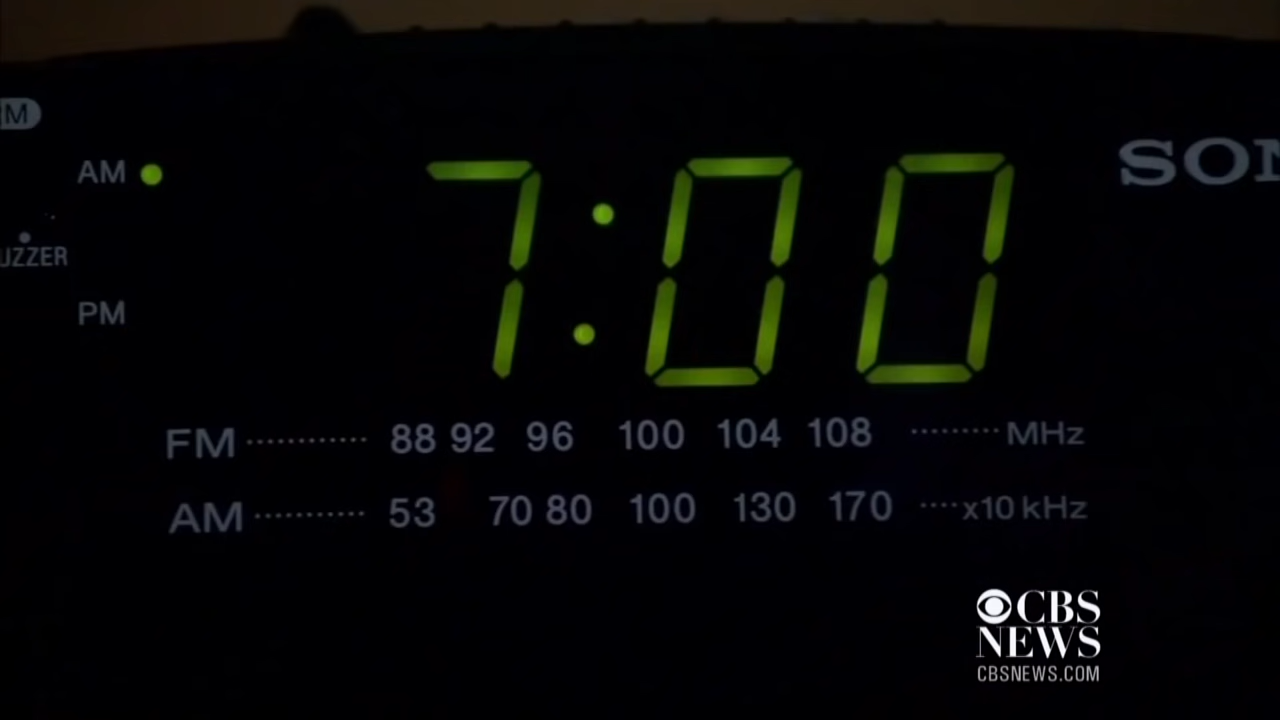 M
AM
7:00
SON
UZZER
PM
FM 88 92 96 100 104 108 MHz
AM 53 70 80 100 130 170 x10 kHz
CBS
NEWS
CBSNEWS.COM